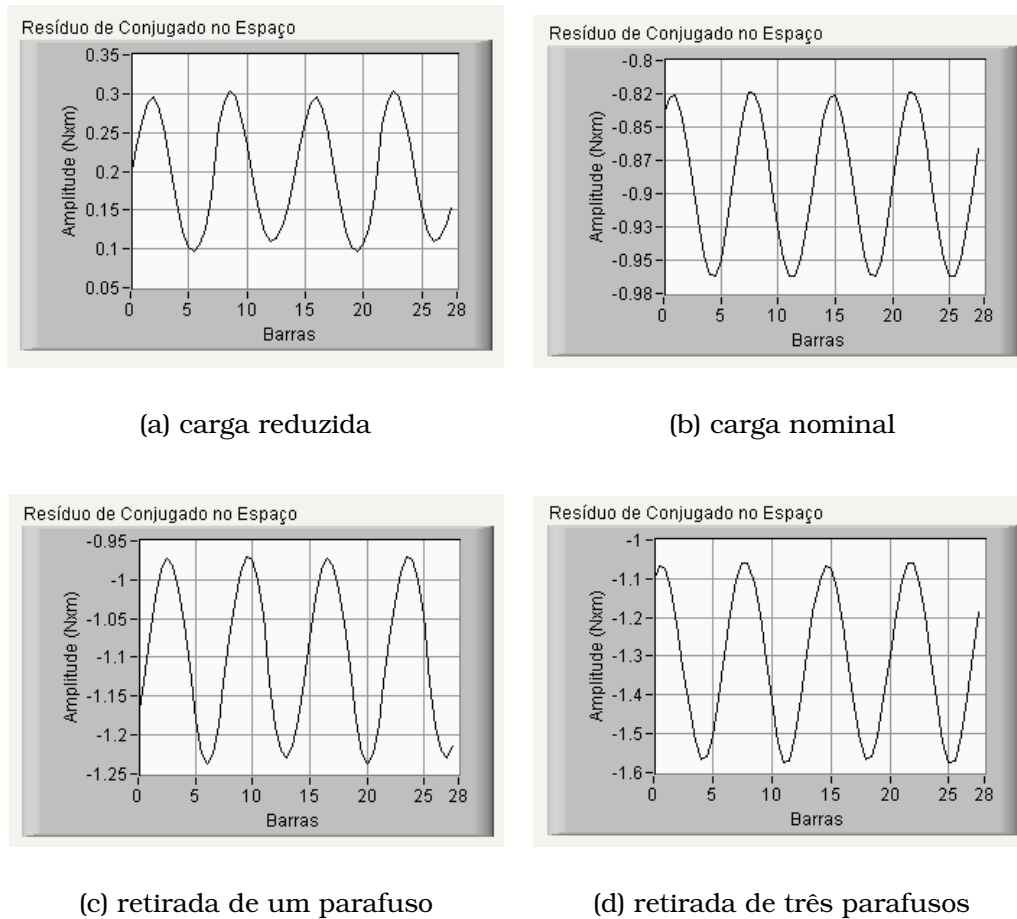 Resíduo de Conjugado no Espaço
Amplitude (Nxm)
0.35
0.3
0.25
0.2
0.15
0.1
0.05
0 5 10 15 20 25 28
Barras
(a) carga reduzida
Resíduo de Conjugado no Espaço
Amplitude (Nxm)
-0.8
-0.82
-0.85
-0.87
-0.9
-0.93
-0.95
-0.98
0 5 10 15 20 25 28
Barras
(b) carga nominal
Resíduo de Conjugado no Espaço
Amplitude (Nxm)
-0.95
-1
-1.05
-1.1
-1.15
-1.2
-1.25
0 5 10 15 20 25 28
Barras
(c) retirada de um parafuso
Resíduo de Conjugado no Espaço
Amplitude (Nxm)
-1
-1.1
-1.2
-1.3
-1.4
-1.5
-1.6
0 5 10 15 20 25 28
Barras
(d) retirada de três parafusos